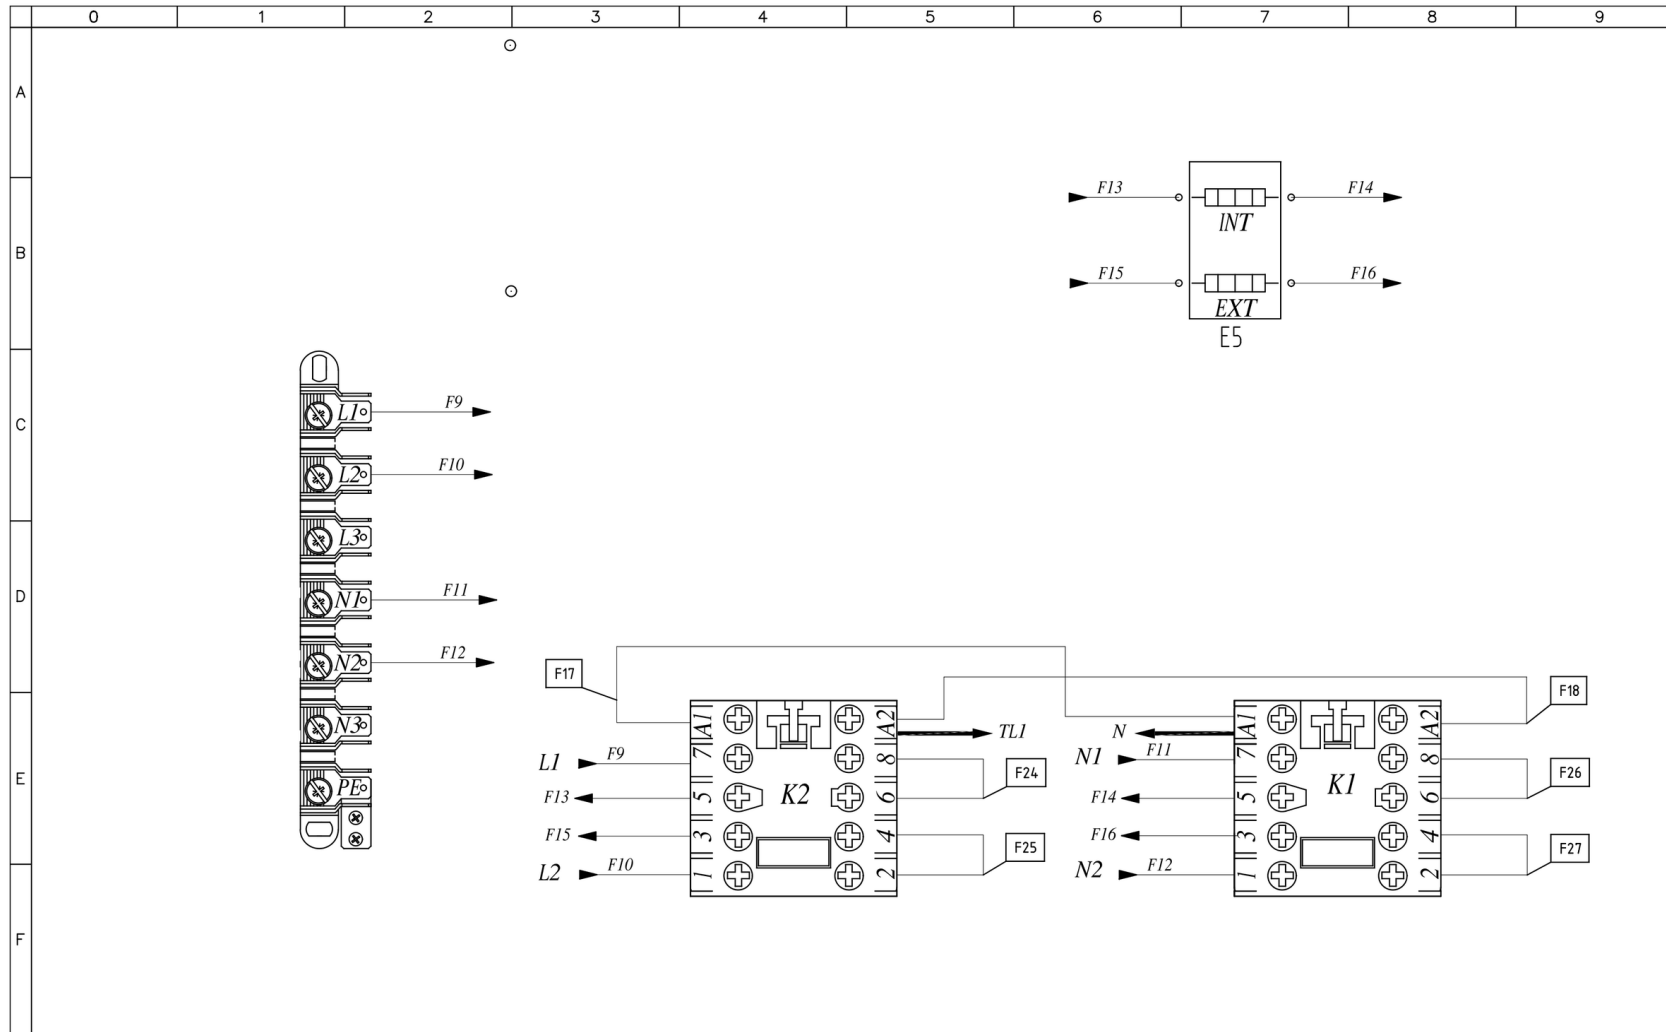 0 1 2 3 4 5 6 7 8 9
A
F13 F14
INT
B
F15 F16
EXT
E5
L1 F9
C
L2 F10
L3
D
N1 F11
N2 F12
F17
F18
N3
A1 A2 A1 A2
TL1 N
L1 F9 7 8 N1 F11 7 8
F24 F26
E
PE
F13 5 K2 6 F14 5 K1 6
F15 3 4 F16 3 4
F25 F27
L2 F10 1 2 N2 F12 1 2
F